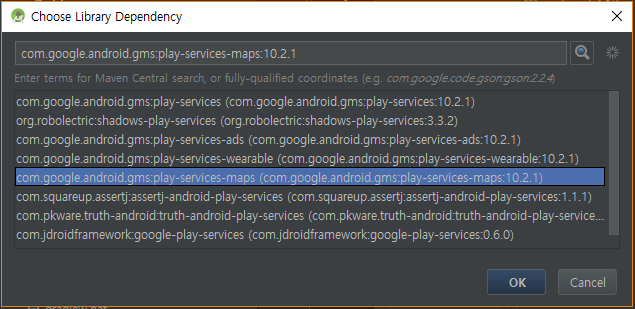 Choose Library Dependency
com.google.android.gms:play-services-maps:10.2.1
Enter terms for Maven Central search, or fully-qualified coordinates (e.g. com.google.code.gson:gson:2.2.4)
com.google.android.gms:play-services (com.google.android.gms:play-services:10.2.1)
org.robolectric:shadows-play-services (org.robolectric:shadows-play-services:3.3.2)
com.google.android.gms:play-services-ads (com.google.android.gms:play-services-ads:10.2.1)
com.google.android.gms:play-services-wearable (com.google.android.gms:play-services-wearable:10.2.1)
com.google.android.gms:play-services-maps (com.google.android.gms:play-services-maps:10.2.1)
com.squareup.assertj:assertj-android-play-services (com.squareup.assertj:assertj-android-play-services:1.1.1)
com.pkware.truth-android:truth-android-play-services (com.pkware.truth-android:truth-android-play-service...
com.jdroidframework:google-play-services (com.jdroidframework:google-play-services:0.6.0)
OK Cancel